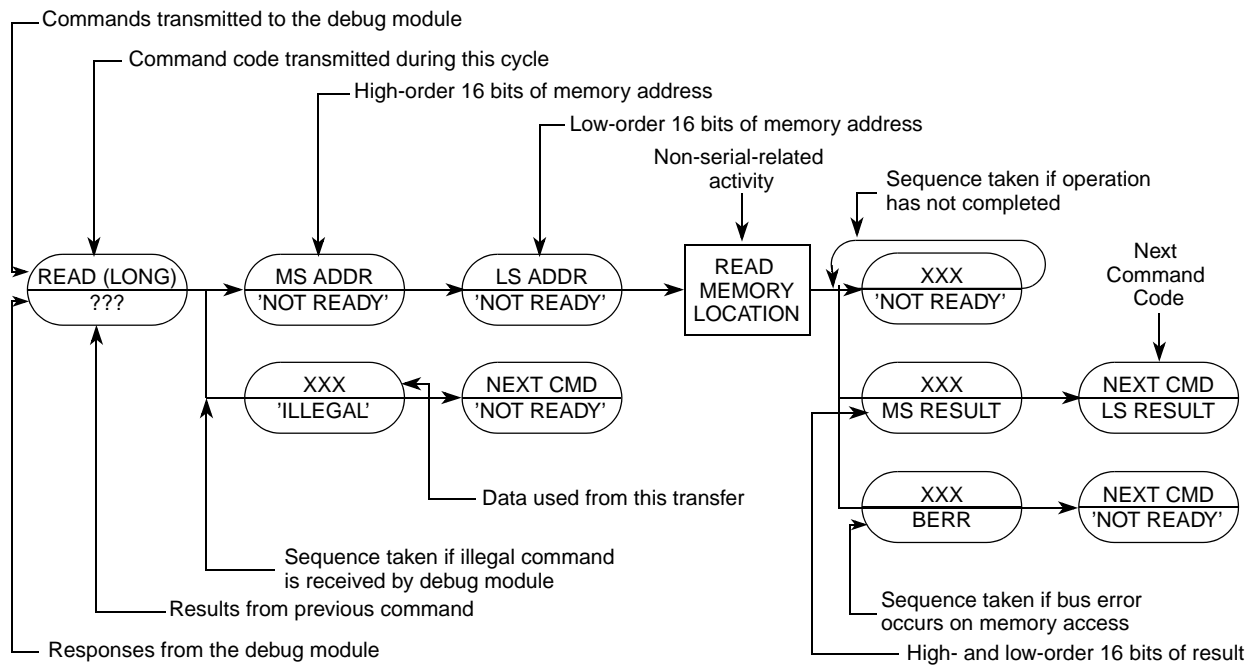 Commands transmitted to the debug module
Command code transmitted during this cycle
High-order 16 bits of memory address
Low-order 16 bits of memory address
Non-serial-related
activity
Sequence taken if operation
has not completed
Next
Command
Code
READ (LONG)
???
MS ADDR
'NOT READY'
LS ADDR
'NOT READY'
READ
MEMORY
LOCATION
XXX
'NOT READY'
XXX
'ILLEGAL'
NEXT CMD
'NOT READY'
XXX
MS RESULT
NEXT CMD
LS RESULT
Data used from this transfer
XXX
BERR
NEXT CMD
'NOT READY'
Sequence taken if illegal command
is received by debug module
Results from previous command
Sequence taken if bus error
occurs on memory access
Responses from the debug module
High- and low-order 16 bits of result